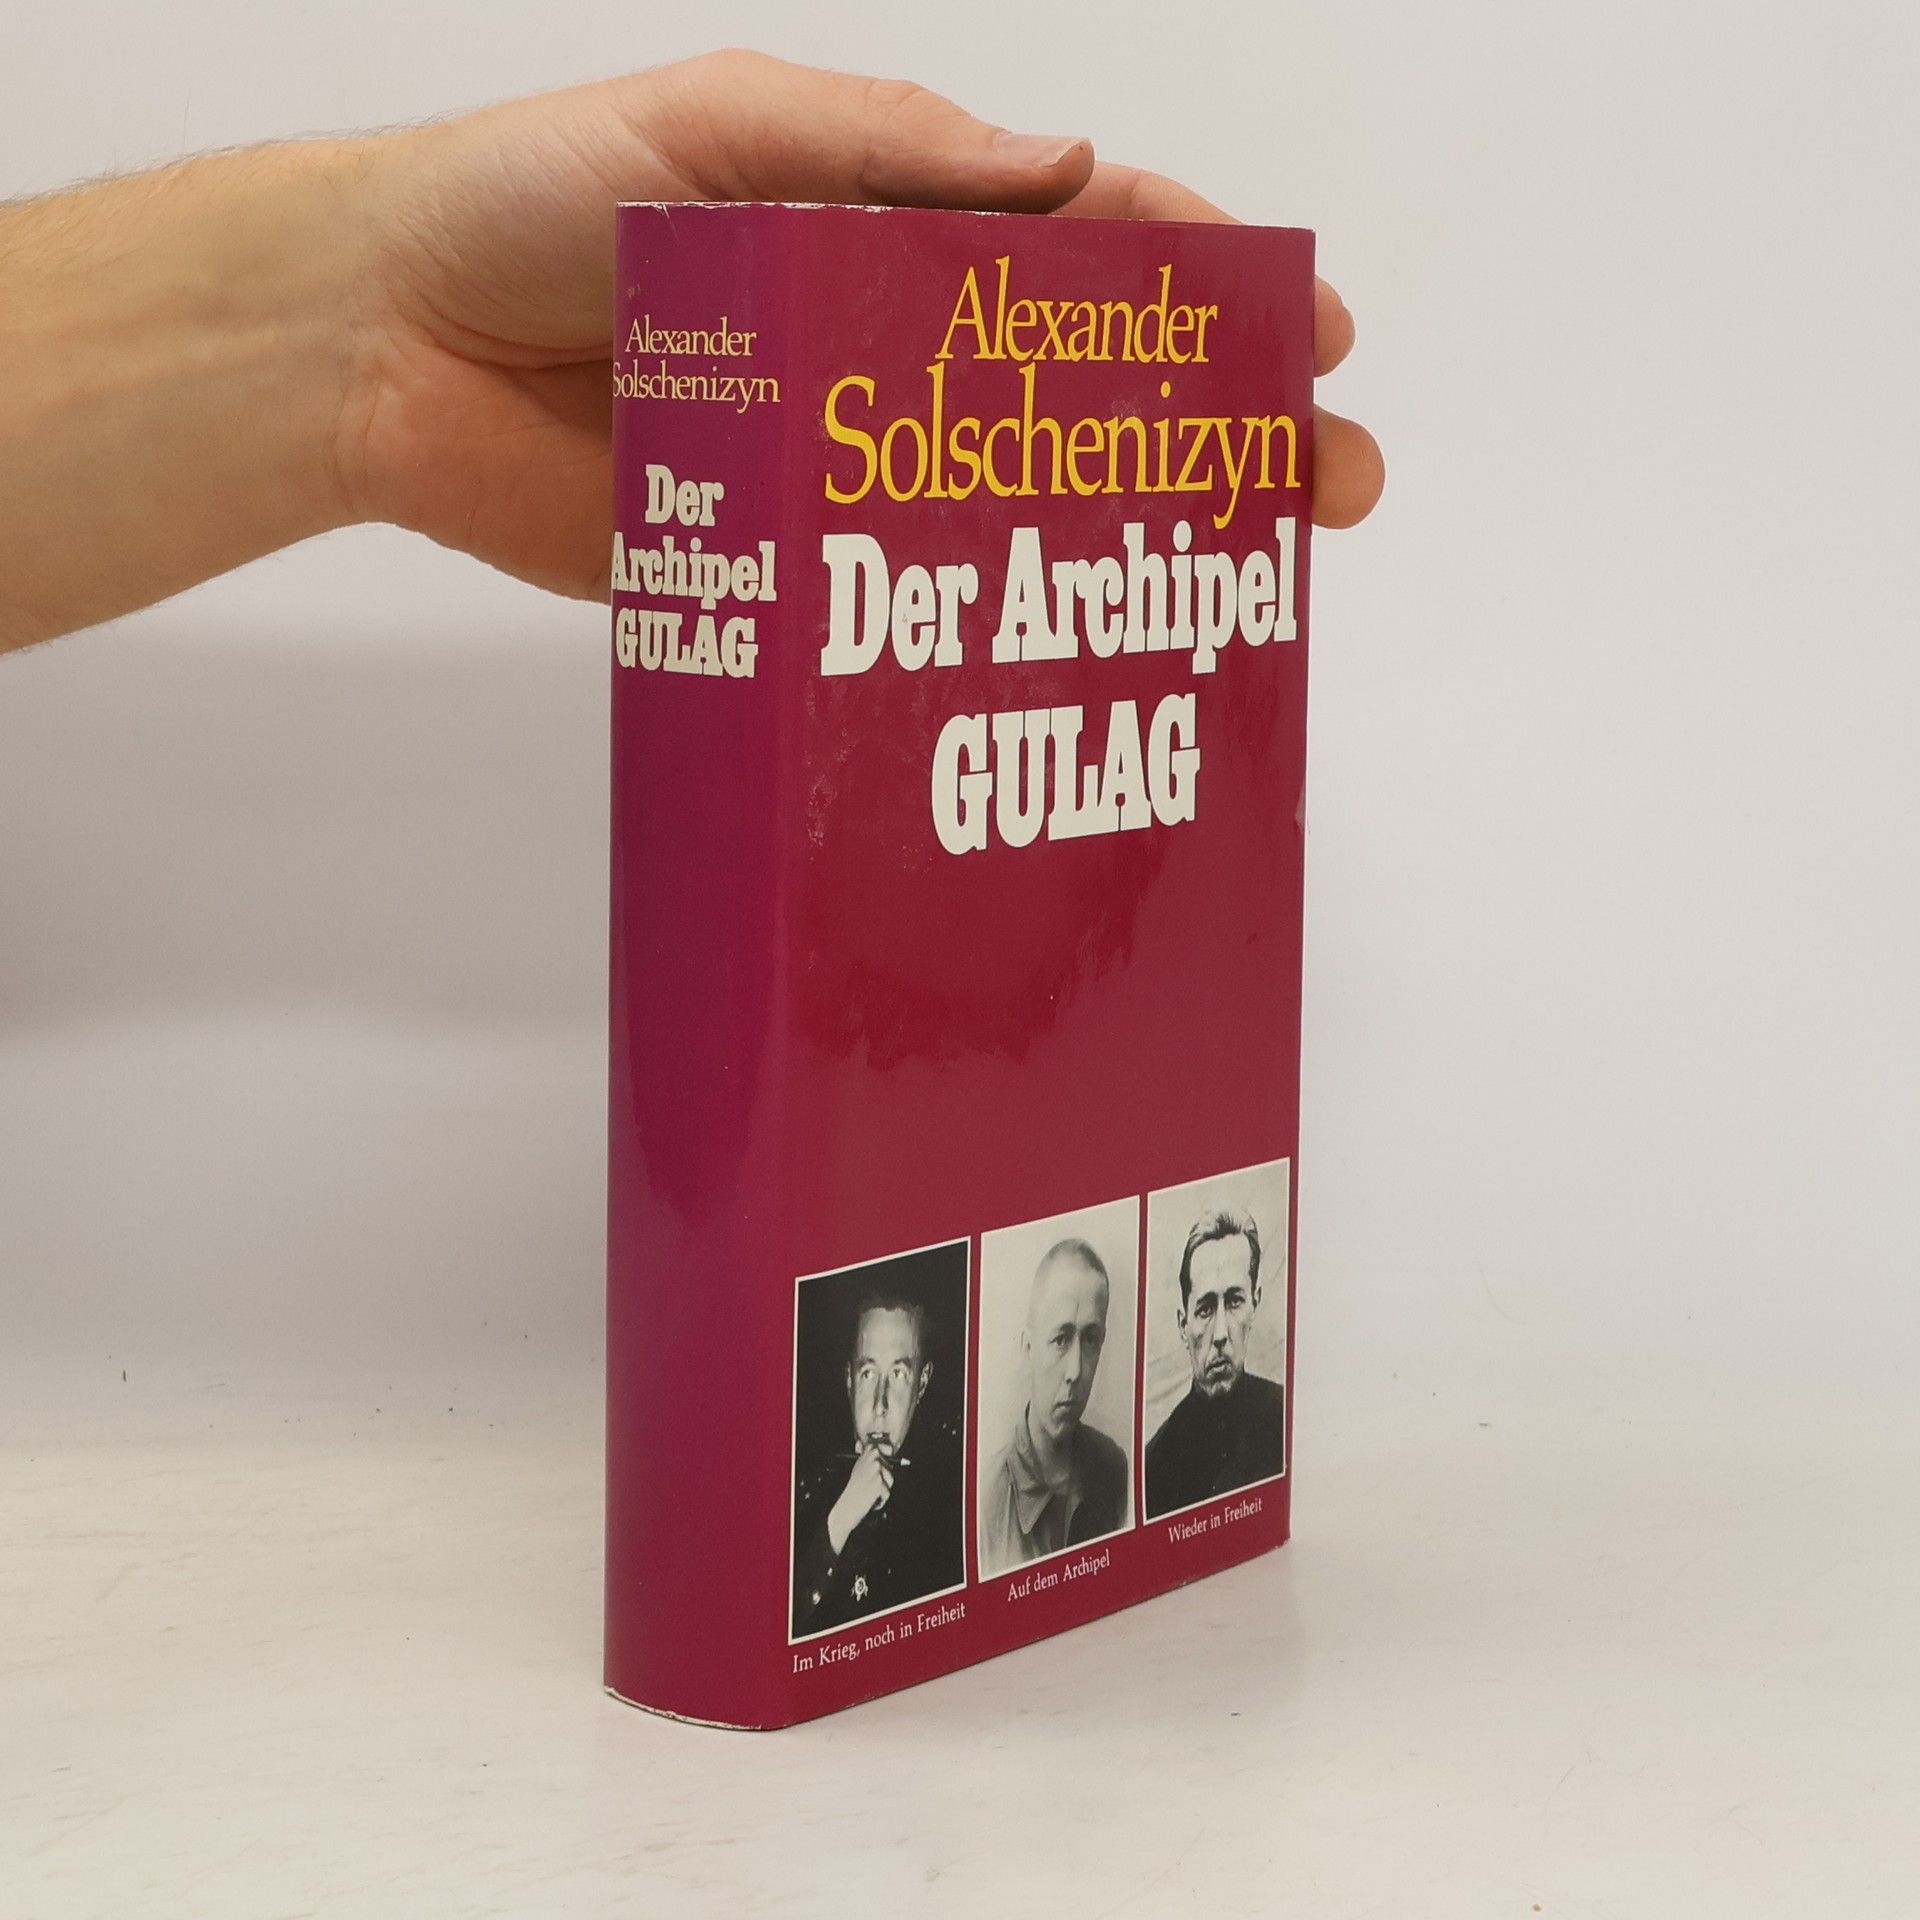 Alexander
Solschenizyn
Der
Archipel
GULAG
Alexander
Solschenizyn
Der Archipel
GULAG
Im Krieg, noch in Freiheit
Auf dem Archipel
Wieder in Freiheit